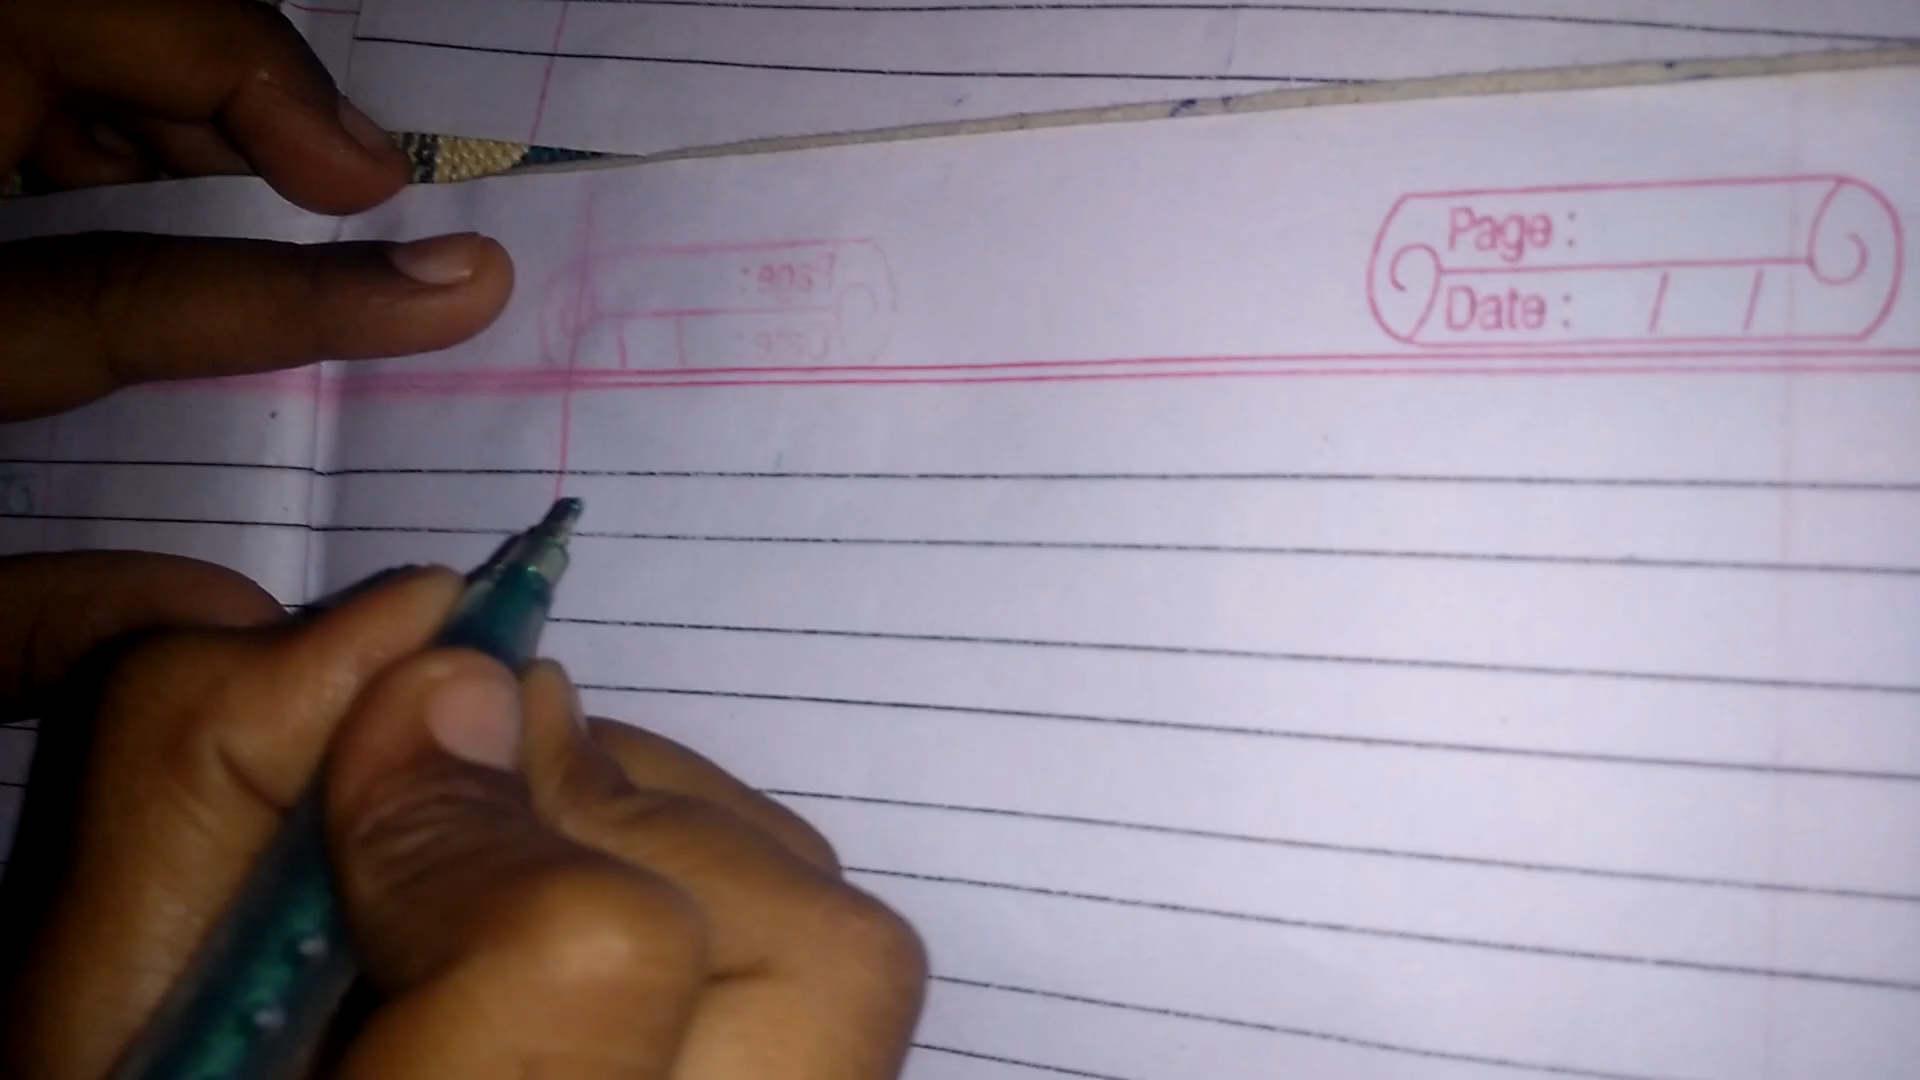 Page :
Date : / /